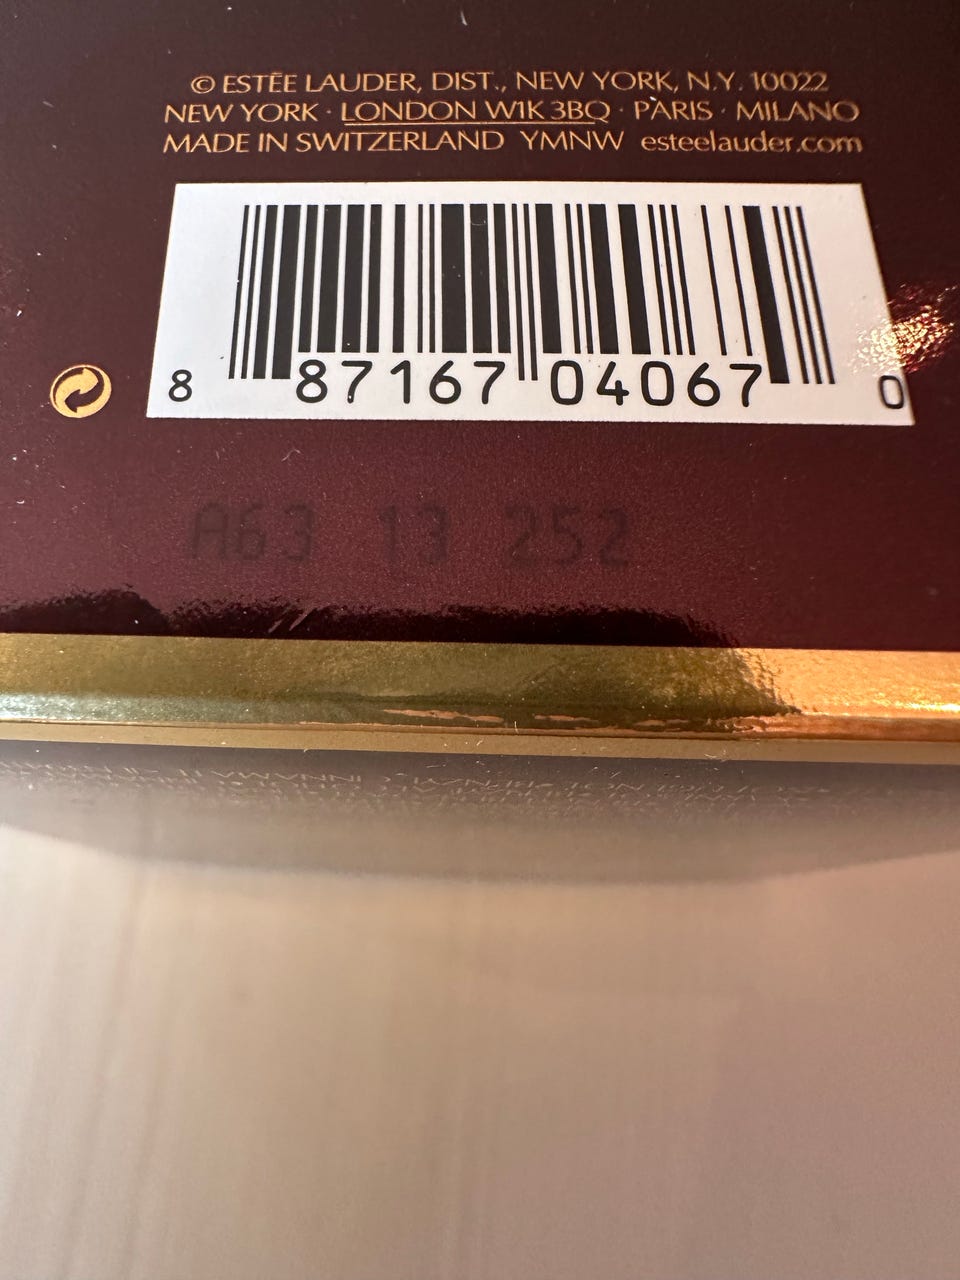 © ESTĒE LAUDER, DIST., NEW YORK, N.Y. 10022
NEW YORK · LONDON W1K 3BQ · PARIS · MILANO
MADE IN SWITZERLAND YMNW esteelauder.com
8 87167 04067 0
A63 13 252